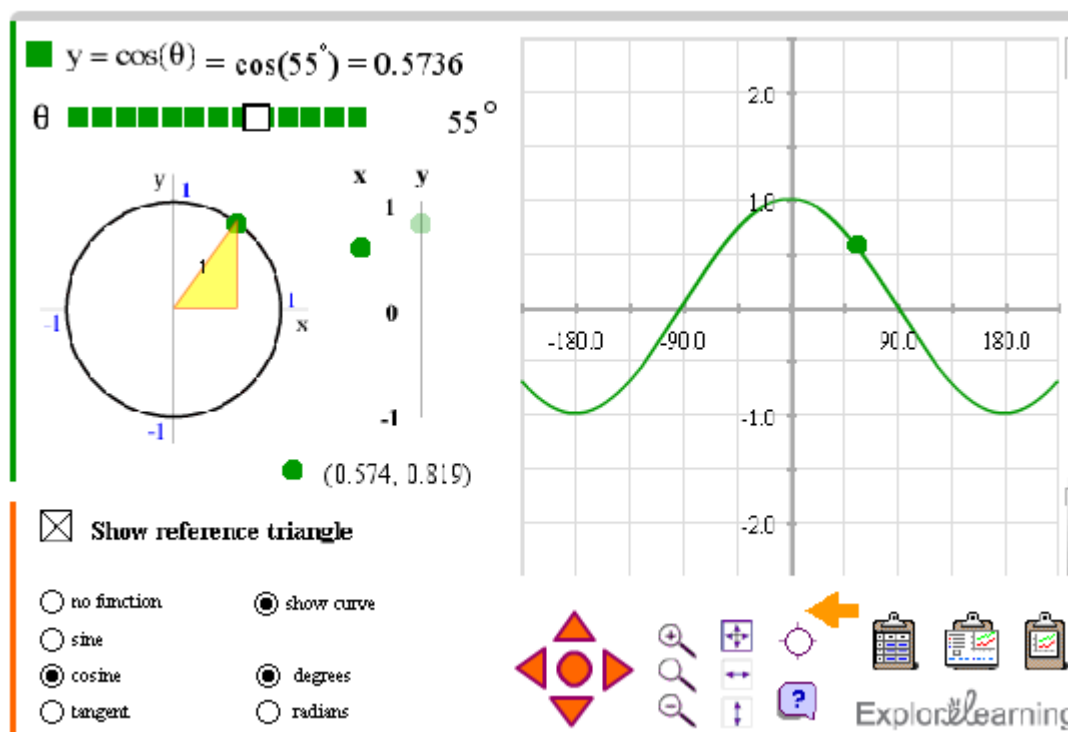 y = cos(θ) = cos(55°) = 0.5736
θ 55°
x y
y 1
1
1
0
-1
1
x
-1
-1
(0.574, 0.819)
2.0
1.0
-180.0 -90.0 90.0 180.0
-1.0
-2.0
Show reference triangle
no function show curve
sine
cosine degrees
tangent radians
?
ExploreLearning